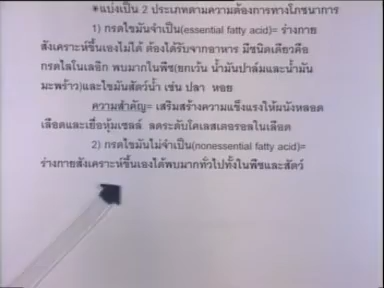 *แบ่งเป็น 2 ประเภทตามความต้องการทางโภชนาการ
1) กรดไขมันจำเป็น(essential fatty acid)= ร่างกาย
สังเคราะห์ขึ้นเองไม่ได้ ต้องได้รับจากอาหาร มีชนิดเดียวคือ
กรดไลโนเลอิก พบมากในพืช(ยกเว้น น้ำมันปาล์มและน้ำมัน
มะพร้าว)และไขมันสัตว์น้ำ เช่น ปลา หอย
ความสำคัญ= เสริมสร้างความแข็งแรงให้ผนังหลอด
เลือดและเยื่อหุ้มเซลล์ ลดระดับโคเลสเตอรอลในเลือด
2) กรดไขมันไม่จำเป็น(nonessential fatty acid)=
ร่างกายสังเคราะห์ขึ้นเองได้พบมากทั่วไปทั้งในพืชและสัตว์